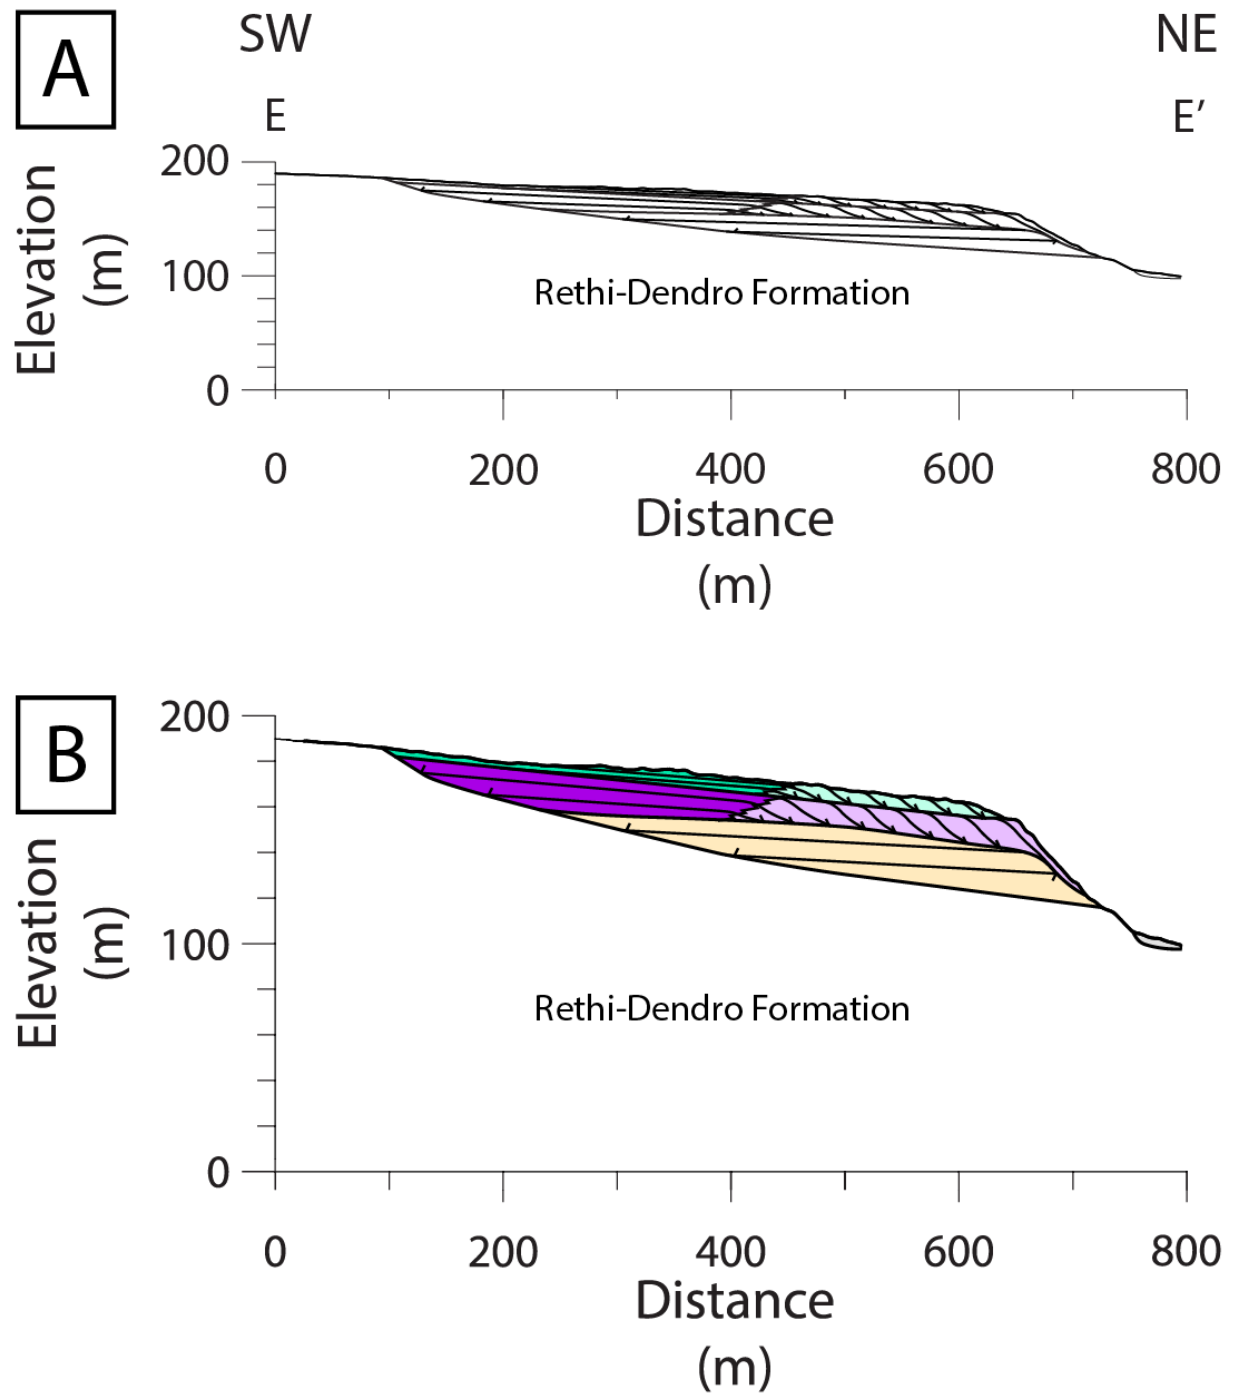 A
SW
NE
E
E’
Elevation
(m)
200
100
0
Rethi-Dendro Formation
0
200
400
600
800
Distance
(m)
B
Elevation
(m)
200
100
0
Rethi-Dendro Formation
0
200
400
600
800
Distance
(m)